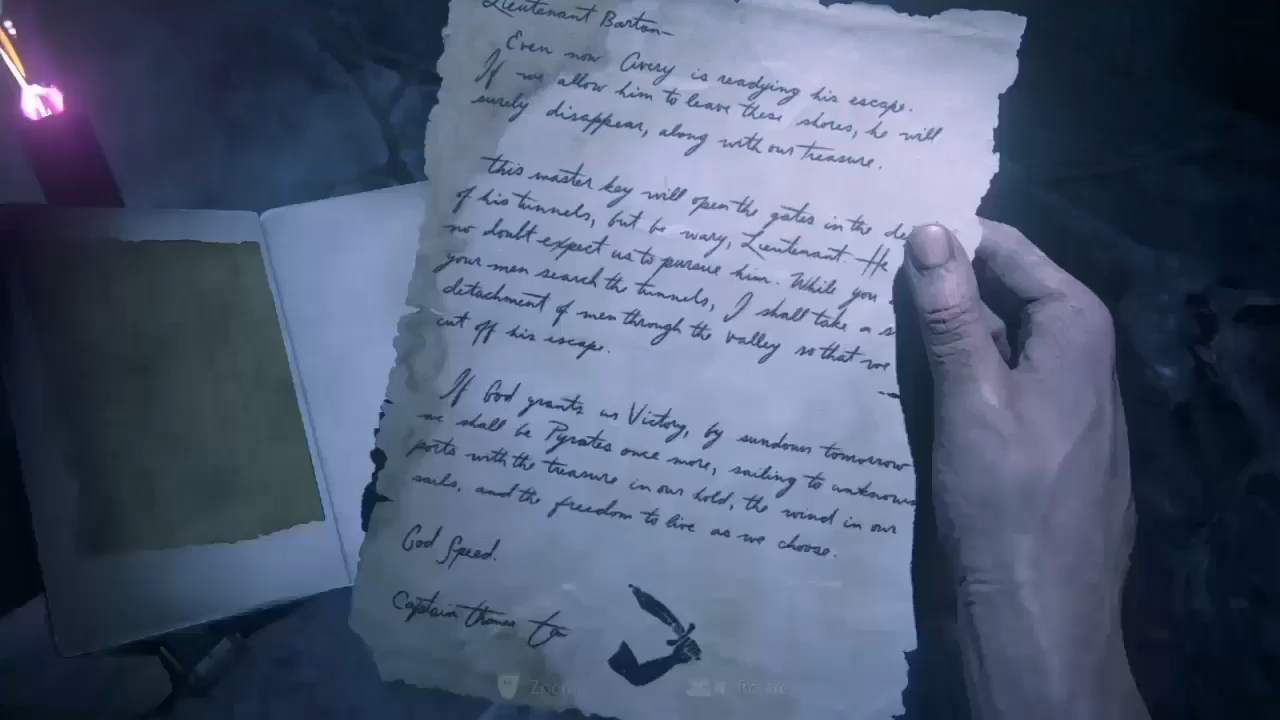 Lieutenant Barton—
Even now Avery is readying his escape.
If we allow him to leave these shores, he will
surely disappear, along with our treasure.
This master key will open the gates in the de
of his tunnels, but be wary, Lieutenant. He
no doubt expect us to pursue him. While you
your men search the tunnels, I shall take a s
detachment of men through the valley so that we
cut off his escape.
If God grants us Victory, by sundown tomorrow
we shall be Pyrates once more, sailing to unknown
ports with the treasure in our hold, the wind in our
sails, and the freedom to live as we choose.
God Speed.
Captain Thomas Tew